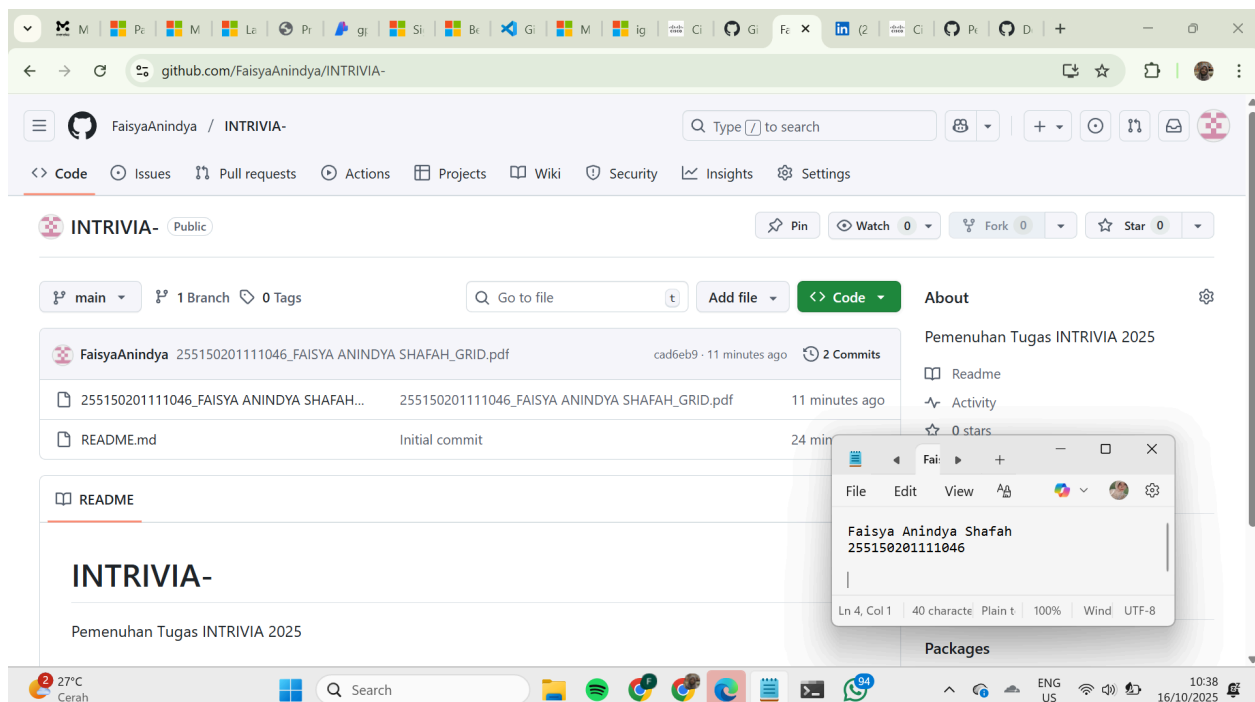 M
Pa
M
La
Pr
gp
Si
Be
Gi
M
ig
Ci
Gi
Fa
in (2
Ci
Pe
D
github.com/FaisyaAnindya/INTRIVIA-
FaisyaAnindya / INTRIVIA-
Type / to search
Code Issues Pull requests Actions Projects Wiki Security Insights Settings
INTRIVIA- Public
Pin Watch 0 Fork 0 Star 0
main 1 Branch 0 Tags Go to file t Add file Code
About
FaisyaAnindya 255150201111046_FAISYA ANINDYA SHAFAH_GRID.pdf cad6eb9 · 11 minutes ago 2 Commits
Pemenuhan Tugas INTRIVIA 2025
Readme
255150201111046_FAISYA ANINDYA SHAFAH... 255150201111046_FAISYA ANINDYA SHAFAH_GRID.pdf 11 minutes ago
Activity
0 stars
README.md Initial commit 24
File Edit View
README
Faisya Anindya Shafah
255150201111046
INTRIVIA-
Ln 4, Col 1 40 characte Plain t 100% Wind UTF-8
Pemenuhan Tugas INTRIVIA 2025
Packages
2 27°C
Cerah
Search
F
94
ENG
US
10:38
16/10/2025